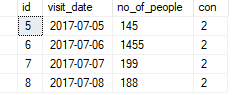 id visit_date no_of_people con
5 2017-07-05 145 2
6 2017-07-06 1455 2
7 2017-07-07 199 2
8 2017-07-08 188 2